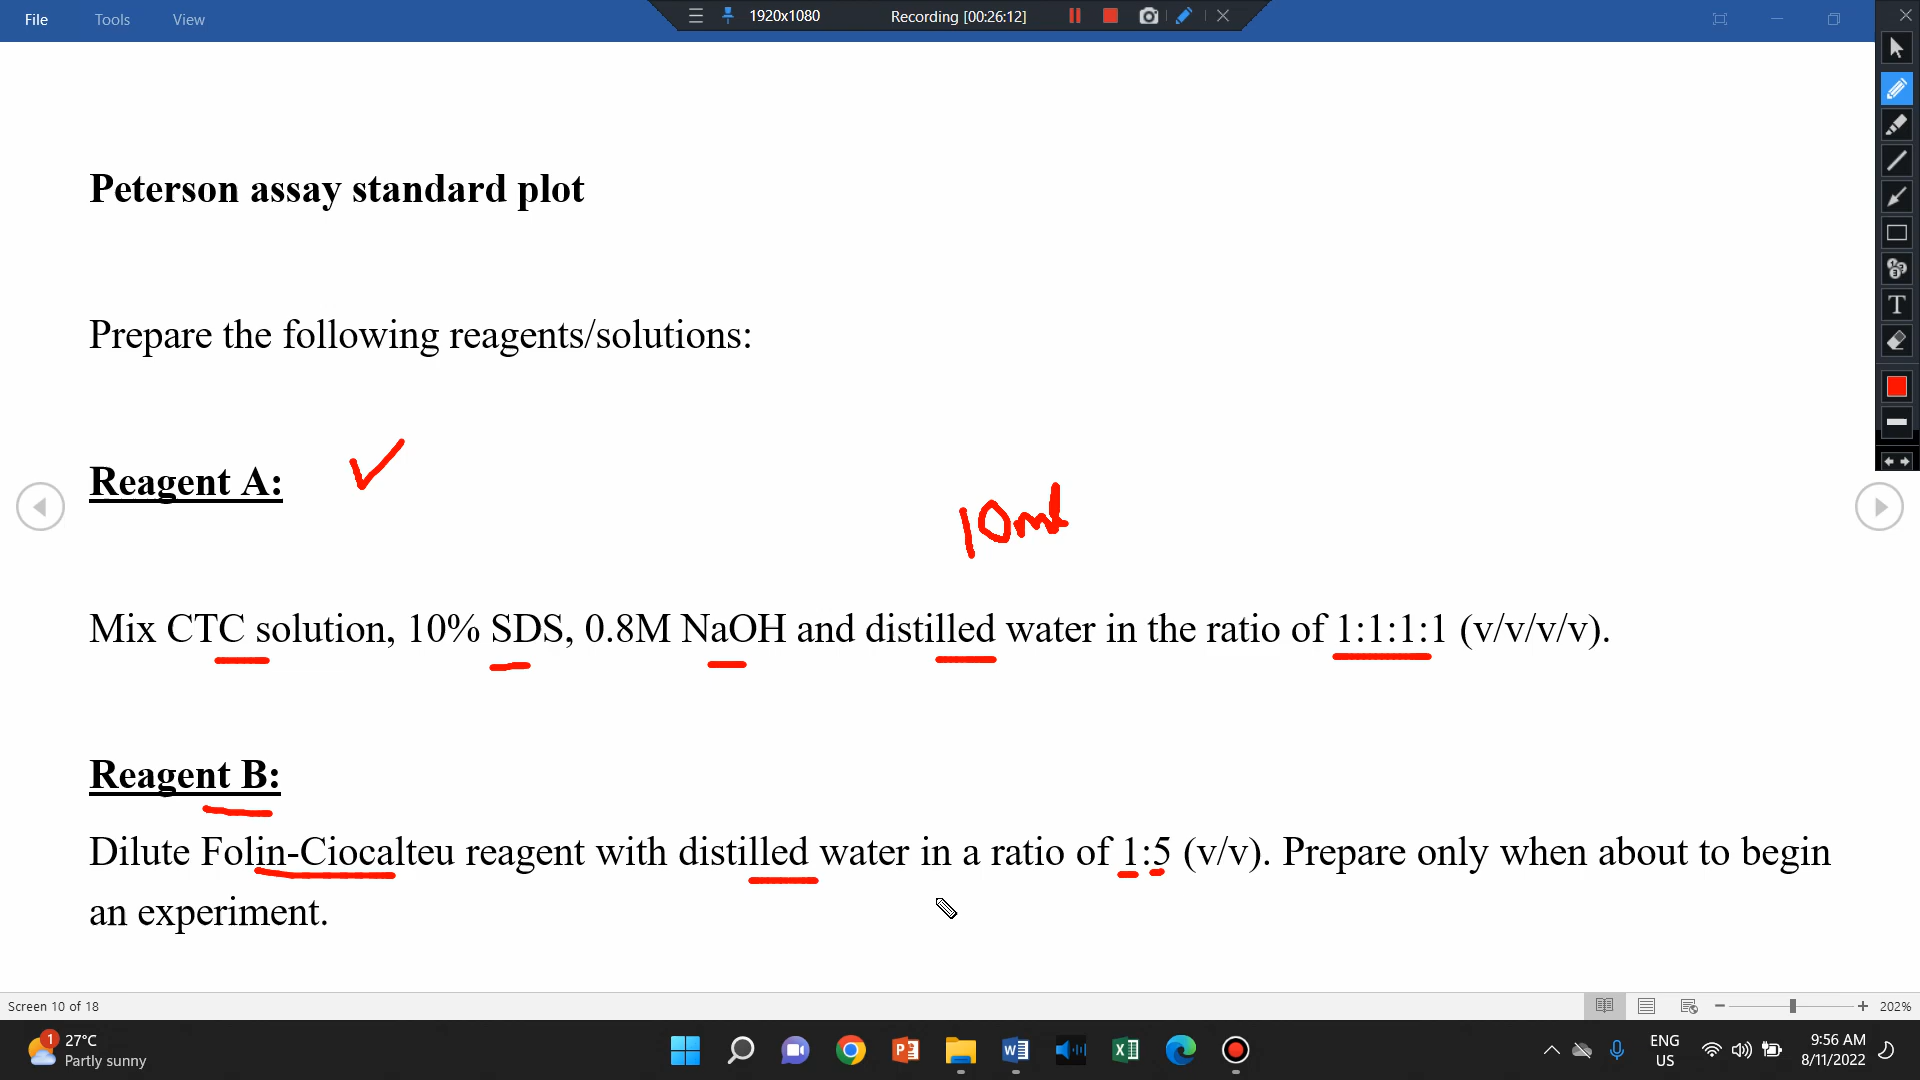 File Tools View
1920x1080 Recording [00:26:12]
Peterson assay standard plot
Prepare the following reagents/solutions:
Reagent A:
10ml
Mix CTC solution, 10% SDS, 0.8M NaOH and distilled water in the ratio of 1:1:1:1 (v/v/v/v).
Reagent B:
Dilute Folin-Ciocalteu reagent with distilled water in a ratio of 1:5 (v/v). Prepare only when about to begin
an experiment.
Screen 10 of 18
202%
1
27°C
Partly sunny
ENG
US
9:56 AM
8/11/2022